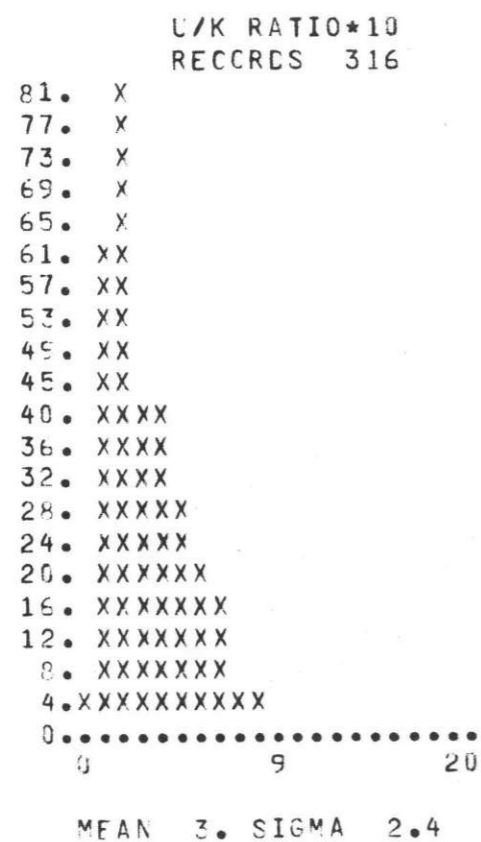 U/K RATIO*10
RECCRDS 316
81. X
77. X
73. X
69. X
65. X
61. XX
57. XX
53. XX
49. XX
45. XX
40. XXXX
36. XXXX
32. XXXX
28. XXXXX
24. XXXXX
20. XXXXXX
16. XXXXXXX
12. XXXXXXX
8. XXXXXXX
4.XXXXXXXXXX
0......................
0 9 20
MEAN 3. SIGMA 2.4